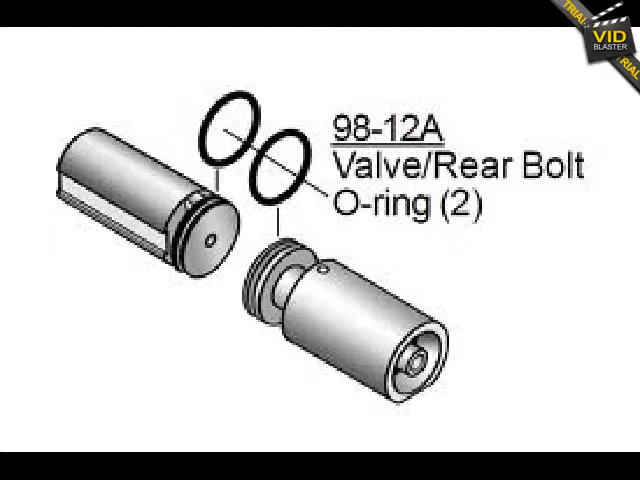 TRIAL
VID
BLASTER
TRIAL
98-12A
Valve/Rear Bolt
O-ring (2)